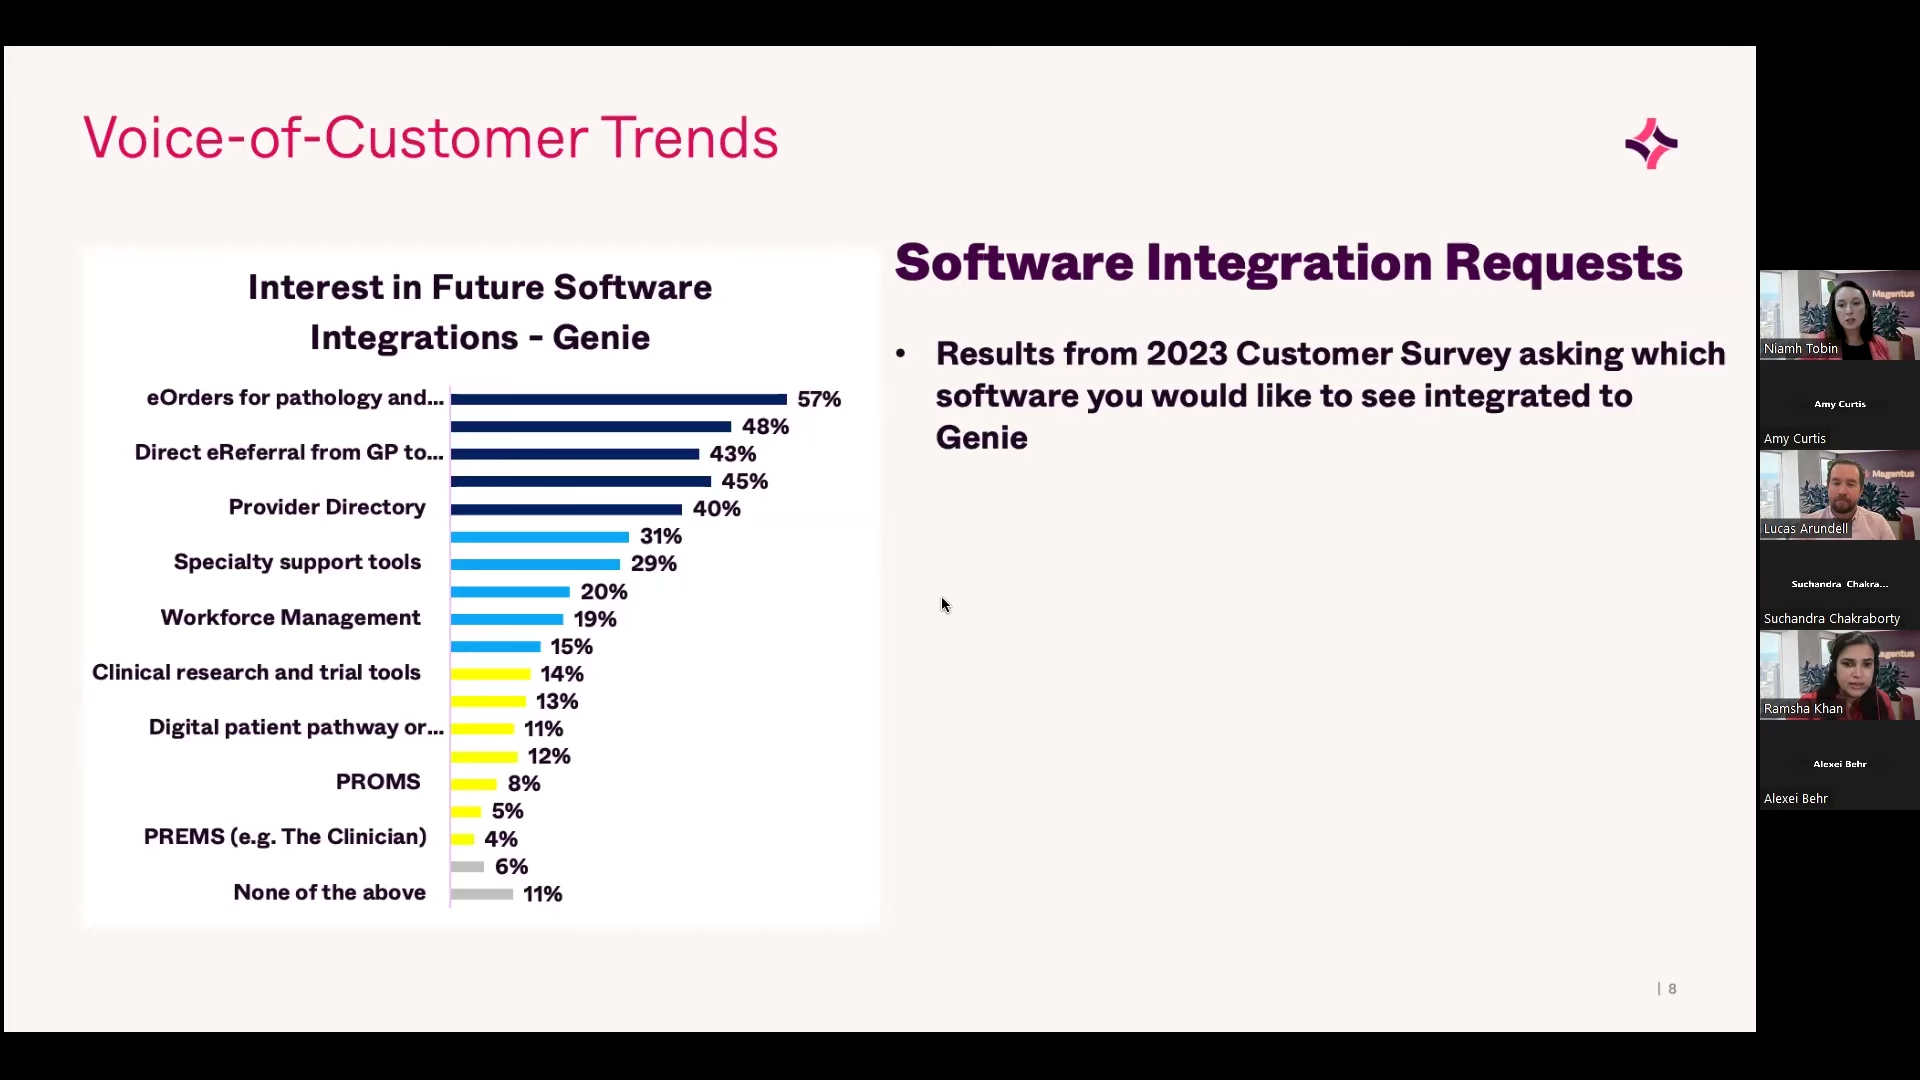 Voice-of-Customer Trends
Interest in Future Software
Integrations - Genie
eOrders for pathology and... 57%
48%
Direct eReferral from GP to... 43%
45%
Provider Directory 40%
31%
Specialty support tools 29%
20%
Workforce Management 19%
15%
Clinical research and trial tools 14%
13%
Digital patient pathway or... 11%
12%
PROMS 8%
5%
PREMS (e.g. The Clinician) 4%
6%
None of the above 11%
Software Integration Requests
• Results from 2023 Customer Survey asking which
software you would like to see integrated to
Genie
| 8
Magentus
Niamh Tobin
Amy Curtis
Amy Curtis
Magentus
Lucas Arundell
Suchandra Chakra...
Suchandra Chakraborty
agentus
Ramsha Khan
Alexei Behr
Alexei Behr